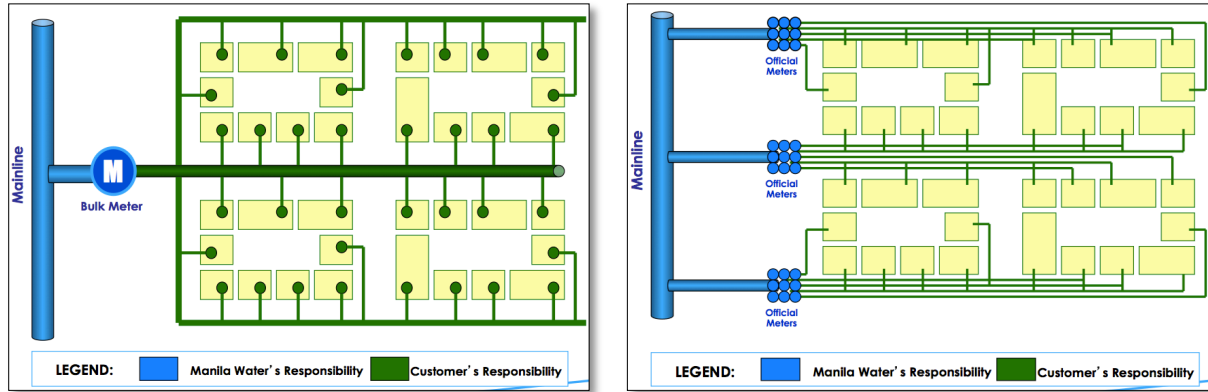 Mainline
M
Bulk Meter
LEGEND:
Manila Water's Responsibility
Customer's Responsibility
Mainline
Official
Meters
Official
Meters
Official
Meters
LEGEND:
Manila Water's Responsibility
Customer's Responsibility